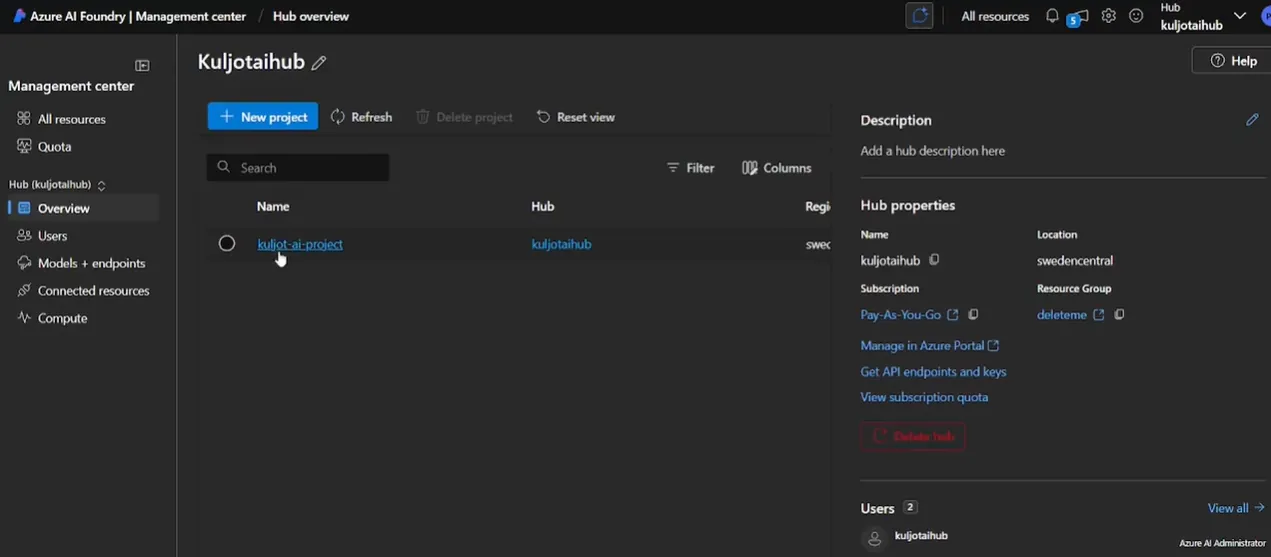 Azure AI Foundry | Management center / Hub overview
All resources
5
Hub
kuljotaihub
Management center
All resources
Quota
Hub (kuljotaihub)
Overview
Users
Models + endpoints
Connected resources
Compute
Kuljotaihub
Help
New project
Refresh
Delete project
Reset view
Search
Filter
Columns
Name
Hub
Regi
kuljot-ai-project
kuljotaihub
swec
Description
Add a hub description here
Hub properties
Name
Location
kuljotaihub
swedencentral
Subscription
Resource Group
Pay-As-You-Go
deleteme
Manage in Azure Portal
Get API endpoints and keys
View subscription quota
Delete hub
Users 2
View all
kuljotaihub
Azure AI Administrator